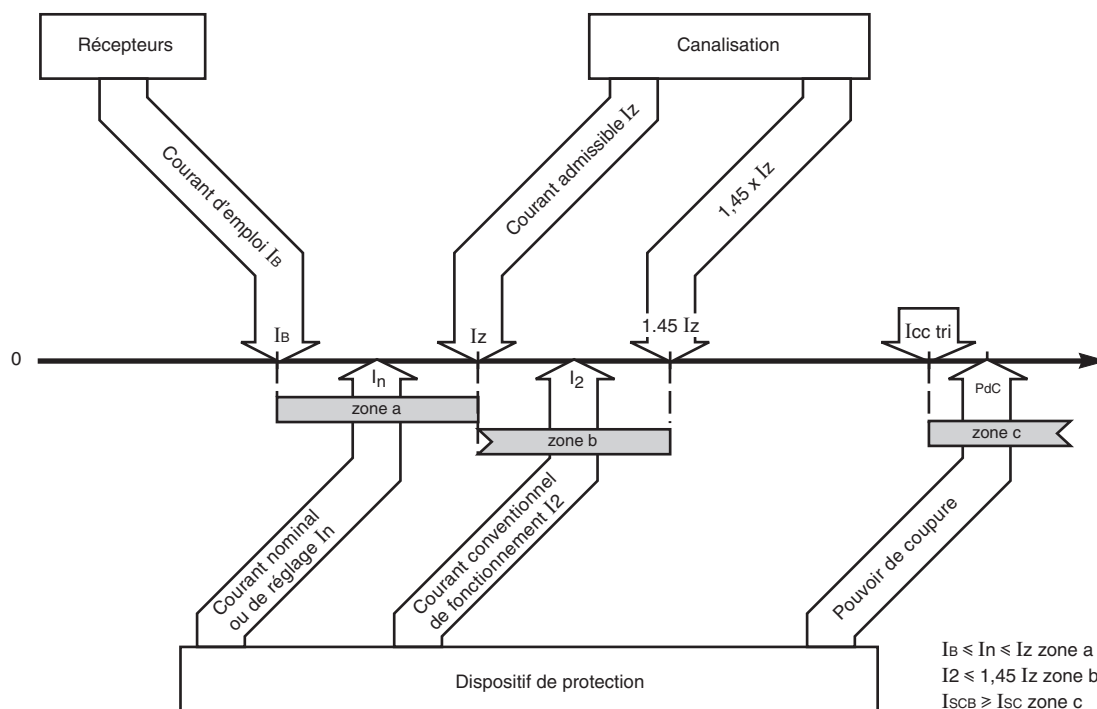 Récepteurs
Canalisation
Courant d'emploi IB
Courant admissible Iz
1,45 x Iz
IB
Iz
1.45 Iz
Icc tri
0
In
I2
PdC
zone a
zone b
zone c
Courant nominal
ou de réglage In
Courant conventionnel
de fonctionnement I2
Pouvoir de coupure
Dispositif de protection
IB ⩽ In ⩽ Iz zone a
I2 ⩽ 1,45 Iz zone b
ISCB ⩾ ISC zone c